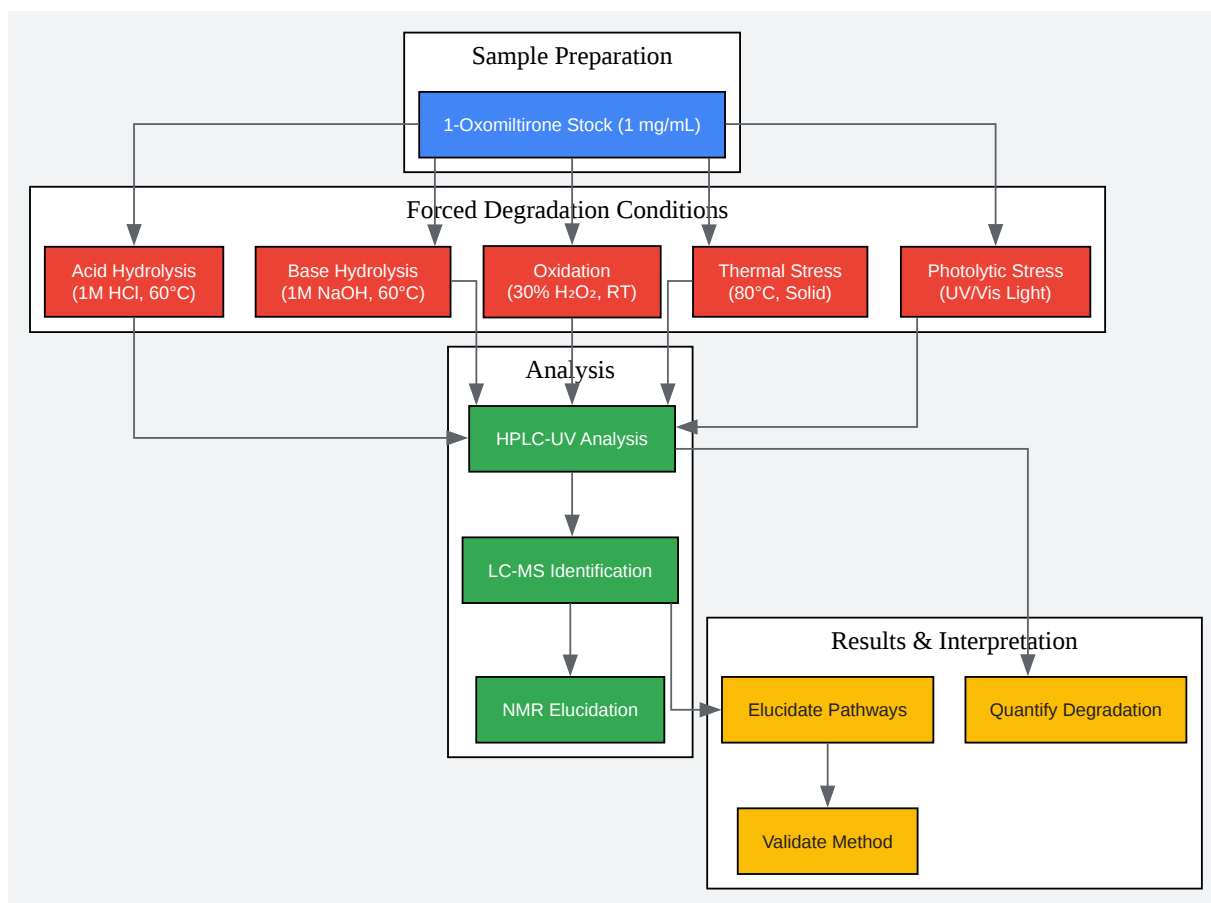 Sample Preparation
1-Oxomiltirone Stock (1 mg/mL)
Forced Degradation Conditions
Acid Hydrolysis
(1M HCl, 60°C)
Base Hydrolysis
(1M NaOH, 60°C)
Oxidation
(30% H₂O₂, RT)
Thermal Stress
(80°C, Solid)
Photolytic Stress
(UV/Vis Light)
Analysis
HPLC-UV Analysis
LC-MS Identification
NMR Elucidation
Results & Interpretation
Elucidate Pathways
Quantify Degradation
Validate Method